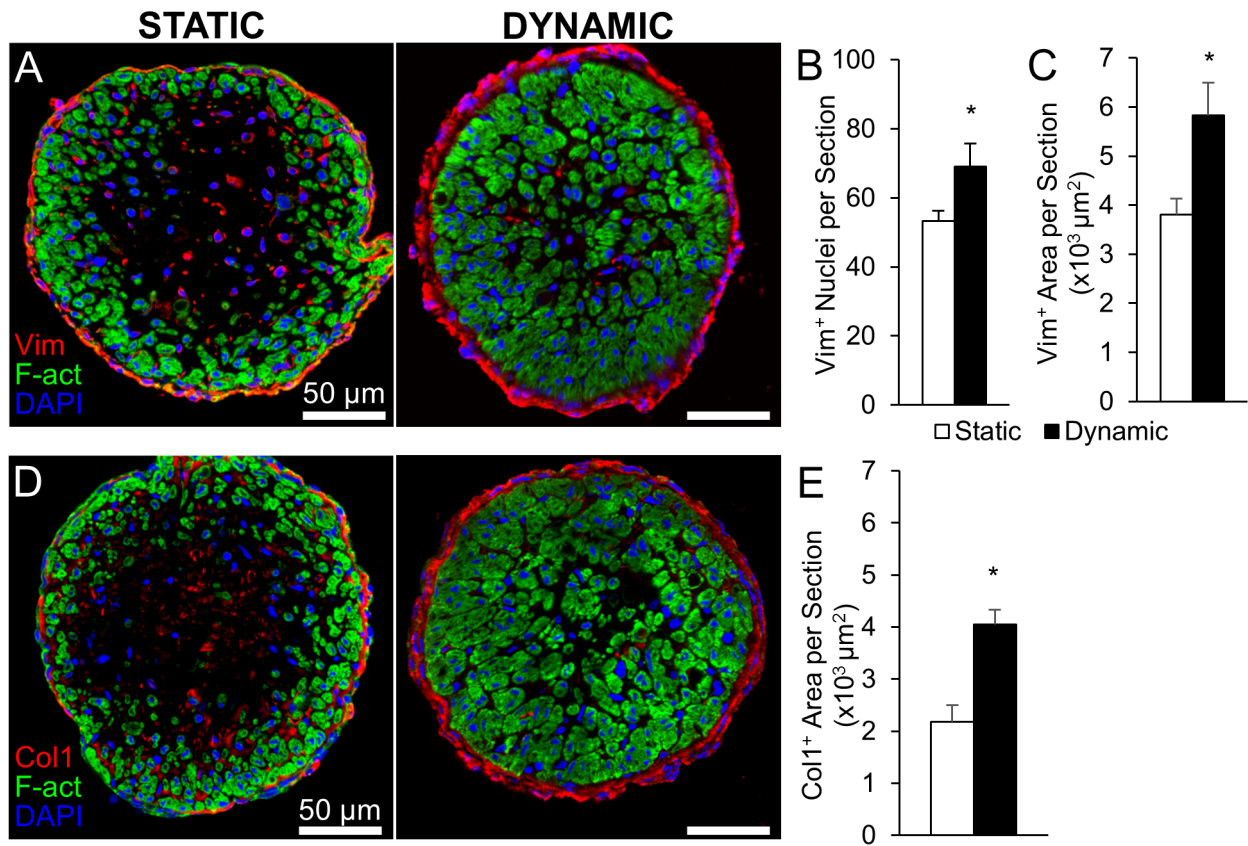 STATIC
DYNAMIC
A
Vim
F-act
DAPI
50 µm
B
Vim⁺ Nuclei per Section
100
80
60
40
20
0
*
C
Vim⁺ Area per Section
(x10³ µm²)
7
6
5
4
3
2
1
0
*
Static
Dynamic
D
Col1
F-act
DAPI
50 µm
E
Col1⁺ Area per Section
(x10³ µm²)
7
6
5
4
3
2
1
0
*